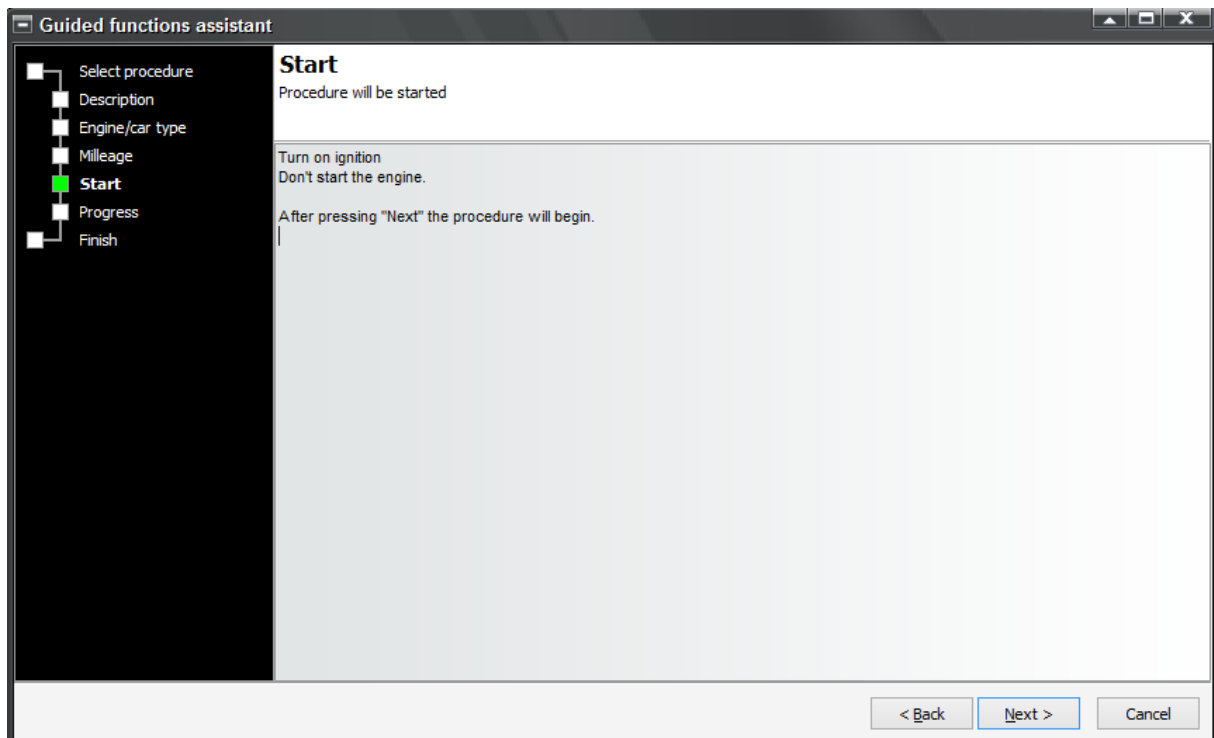 Guided functions assistant
Select procedure
Description
Engine/car type
Milleage
Start
Progress
Finish
Start
Procedure will be started
Turn on ignition
Don't start the engine.
After pressing "Next" the procedure will begin.
< Back
Next >
Cancel